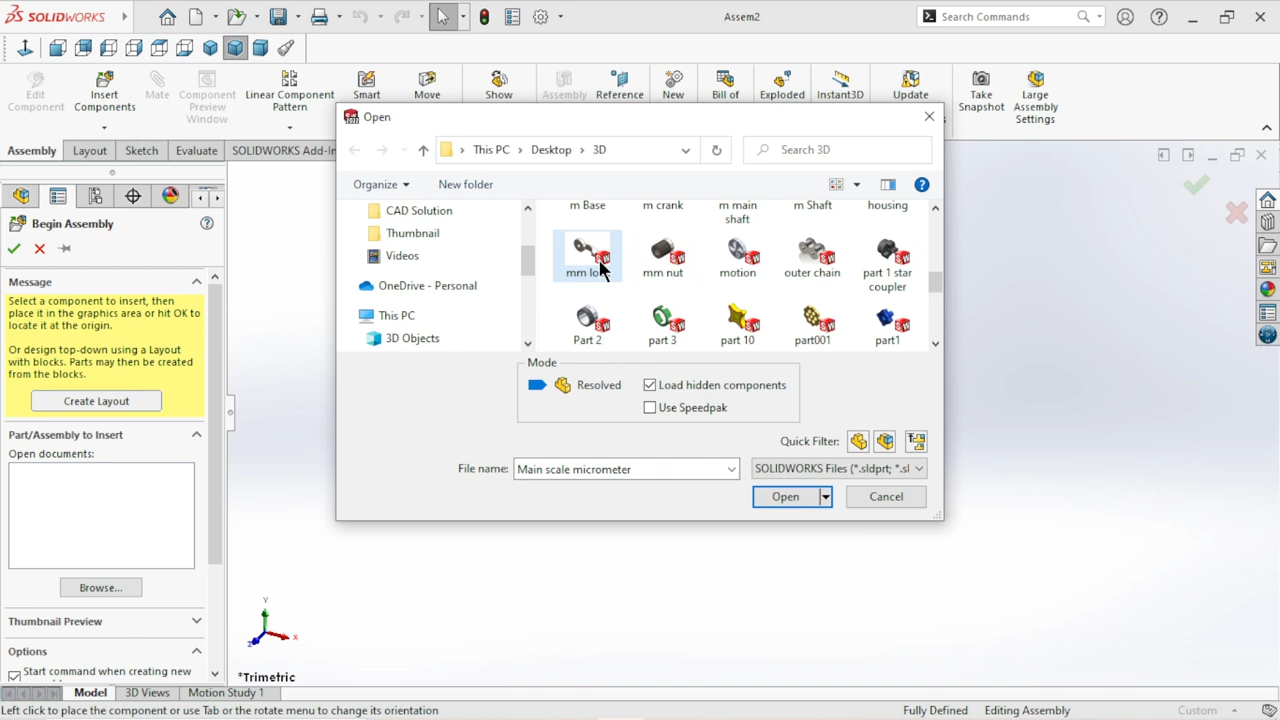 SOLIDWORKS
Assem2
Search Commands
Edit Component
Insert Components
Mate
Component Preview Window
Linear Component Pattern
Smart
Move
Show
Assembly
Reference
New
Bill of
Exploded
Instant3D
Update
Take Snapshot
Large Assembly Settings
Assembly
Layout
Sketch
Evaluate
SOLIDWORKS Add-In
Begin Assembly
Message
Select a component to insert, then
place it in the graphics area or hit OK to
locate it at the origin.
Or design top-down using a Layout
with blocks. Parts may then be created
from the blocks.
Create Layout
Part/Assembly to Insert
Open documents:
Browse...
Thumbnail Preview
Options
Start command when creating new
Open
This PC
Desktop
3D
Search 3D
Organize
New folder
CAD Solution
Thumbnail
Videos
OneDrive - Personal
This PC
3D Objects
m Base
m crank
m main shaft
m Shaft
housing
mm lo
mm nut
motion
outer chain
part 1 star coupler
Part 2
part 3
part 10
part001
part1
Mode
Resolved
Load hidden components
Use Speedpak
Quick Filter:
File name:
Main scale micrometer
SOLIDWORKS Files (*.sldprt; *.sl
Open
Cancel
Y
X
Z
*Trimetric
Model
3D Views
Motion Study 1
Left click to place the component or use Tab or the rotate menu to change its orientation
Fully Defined
Editing Assembly
Custom